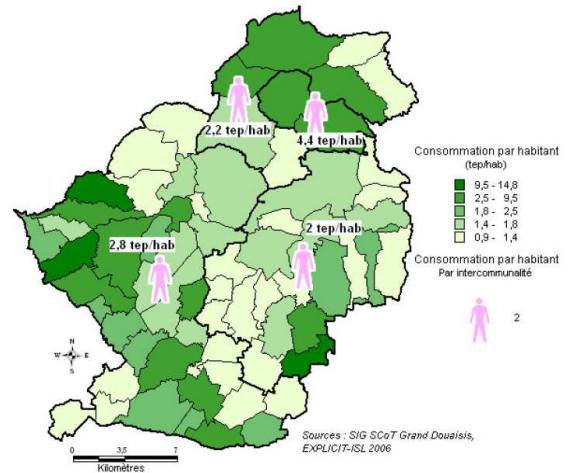 2,2 tep/hab
4,4 tep/hab
2,8 tep/hab
2 tep/hab
Consommation par habitant
(tep/hab)
9,5 - 14,8
2,5 - 9,5
1,8 - 2,5
1,4 - 1,8
0,9 - 1,4
Consommation par habitant
Par intercommunalité
2
N
W E
S
0 3,5 7
Kilomètres
Sources : SIG SCoT Grand Douaisis,
EXPLICIT-ISL 2006